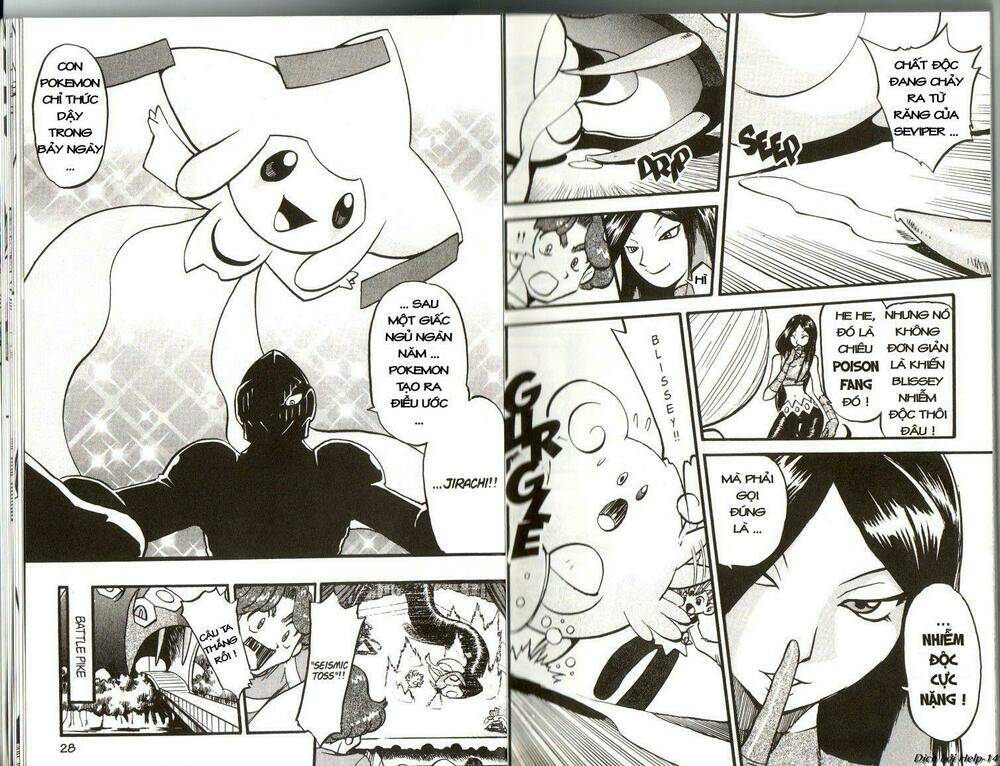 CON
POKEMON
CHỈ THỨC
DẬY
TRONG
BẢY NGÀY
...
... SAU
MỘT GIẤC
NGỦ NGÀN
NĂM ...
POKEMON
TẠO RA
ĐIỀU ƯỚC
...
...JIRACHI!!
BATTLE PIKE
CẬU TA
THẮNG
RỒI !
"SEISMIC
TOSS"!!
28
DRIP
SEEP
CHẤT ĐỘC
ĐANG CHẢY
RA TỪ
RĂNG CỦA
SEVIPER ...
!!
HÌ
BLISSEY!!
GURGLE
HE HE,
ĐÓ LÀ
CHIÊU
POISON
FANG
ĐÓ !
NHƯNG NÓ
KHÔNG
ĐƠN GIẢN
LÀ KHIẾN
BLISSEY
NHIỄM
ĐỘC THÔI
ĐÂU !
MÀ PHẢI
GỌI
ĐÚNG
LÀ ...
...
NHIỄM
ĐỘC
CỰC
NẶNG !
Dịch bởi Help-14